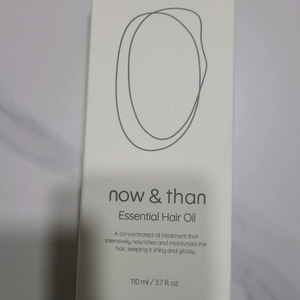 now & than
Essential Hair Oil
A concentrated oil treatment that
intensively nourishes and moisturizes the
hair, keeping it shiny and glossy.
110 ml / 3.7 fl. oz.